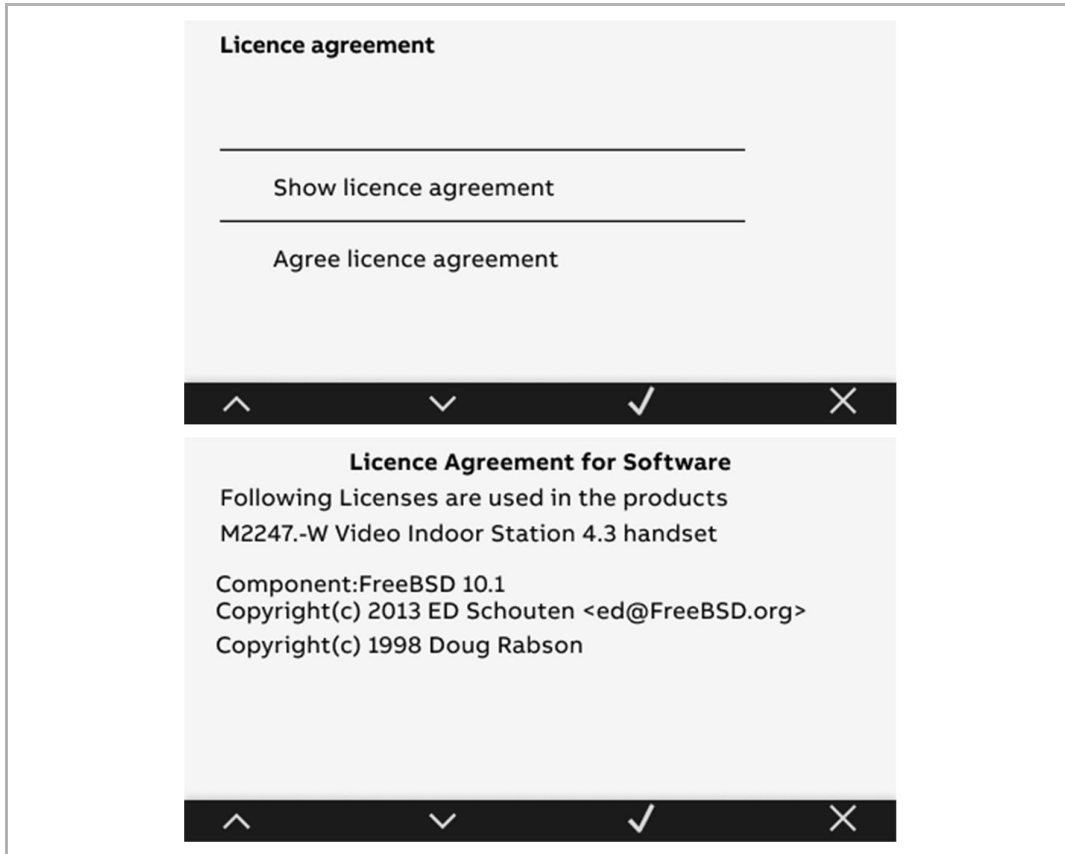 Licence agreement
Show licence agreement
Agree licence agreement
Licence Agreement for Software
Following Licenses are used in the products
M2247.-W Video Indoor Station 4.3 handset
Component:FreeBSD 10.1
Copyright(c) 2013 ED Schouten <ed@FreeBSD.org>
Copyright(c) 1998 Doug Rabson